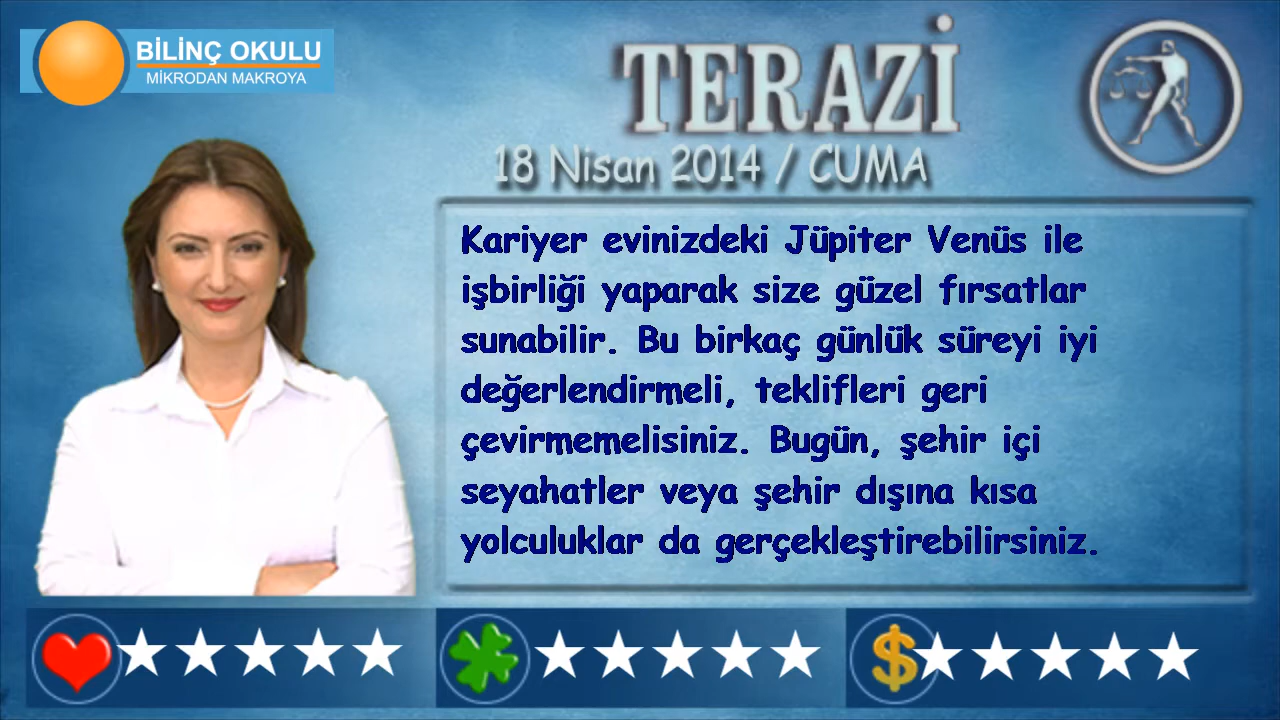 BİLİNÇ OKULU
MİKRODAN MAKROYA
TERAZİ
18 Nisan 2014 / CUMA
Kariyer evinizdeki Jüpiter Venüs ile
işbirliği yaparak size güzel fırsatlar
sunabilir. Bu birkaç günlük süreyi iyi
değerlendirmeli, teklifleri geri
çevirmemelisiniz. Bugün, şehir içi
seyahatler veya şehir dışına kısa
yolculuklar da gerçekleştirebilirsiniz.